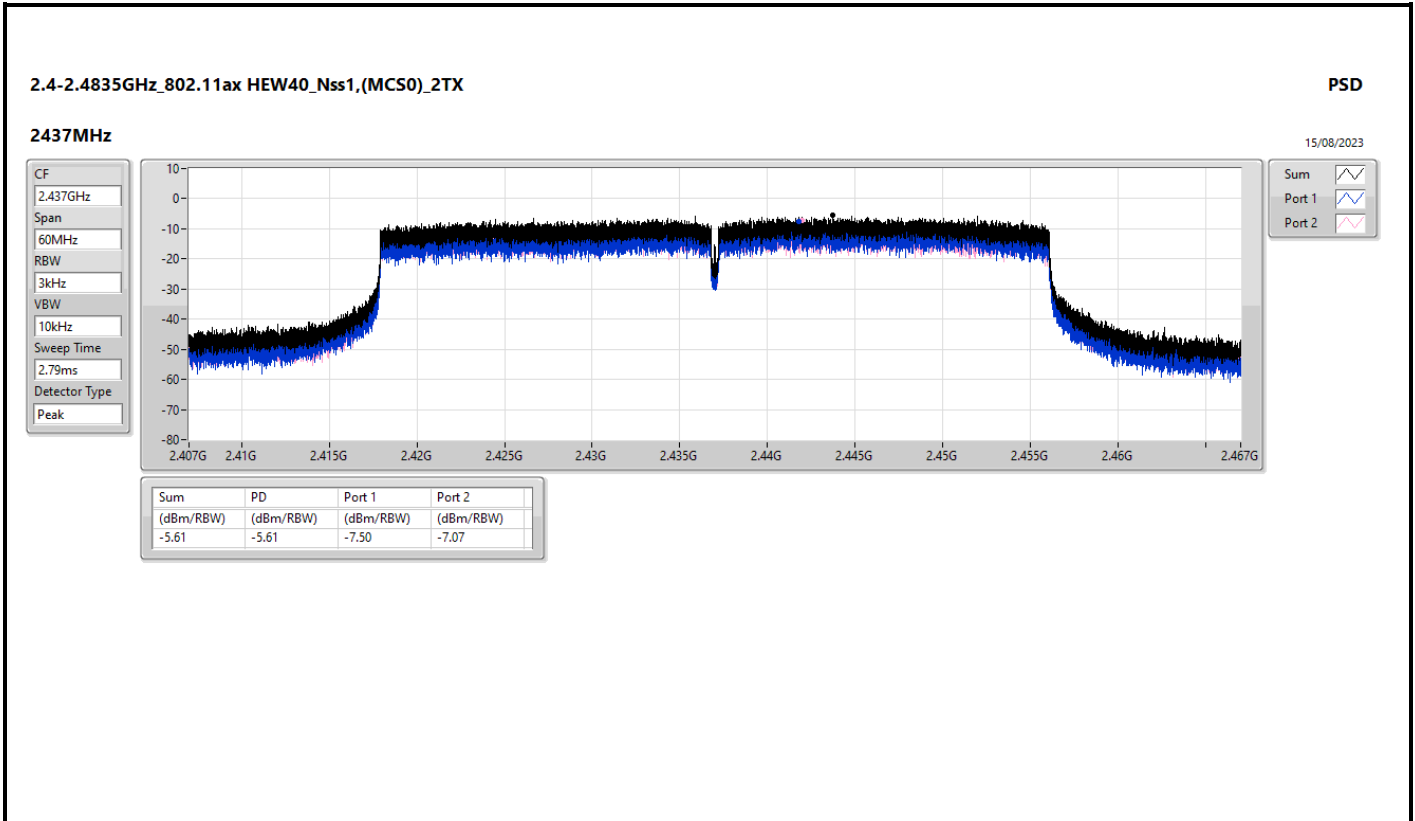 2.4-2.4835GHz_802.11ax HEW40_Nss1,(MCS0)_2TX
PSD
2437MHz
15/08/2023
CF
2.437GHz
Span
60MHz
RBW
3kHz
VBW
10kHz
Sweep Time
2.79ms
Detector Type
Peak
10
0
-10
-20
-30
-40
-50
-60
-70
-80
2.407G 2.41G 2.415G 2.42G 2.425G 2.43G 2.435G 2.44G 2.445G 2.45G 2.455G 2.46G 2.467G
Sum
Port 1
Port 2
Sum PD Port 1 Port 2
(dBm/RBW) (dBm/RBW) (dBm/RBW) (dBm/RBW)
-5.61 -5.61 -7.50 -7.07